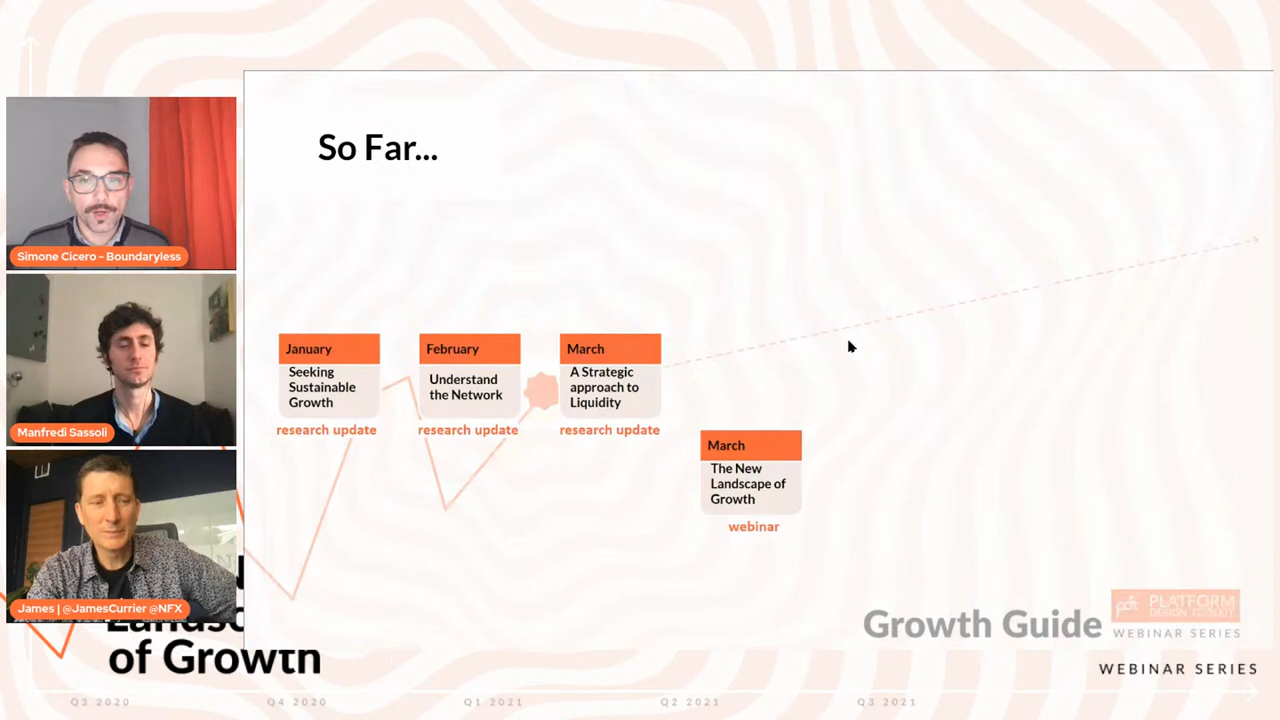 So Far...
Simone Cicero - Boundaryless
Manfredi Sassoli
James | @JamesCurrier @NFX
January
Seeking
Sustainable
Growth
research update
February
Understand
the Network
research update
March
A Strategic
approach to
Liquidity
research update
March
The New
Landscape of
Growth
webinar
of Growth
Growth Guide
pdt PLATFORM
DESIGN TOOLKIT
WEBINAR SERIES
WEBINAR SERIES
Q3 2020
Q4 2020
Q1 2021
Q2 2021
Q3 2021